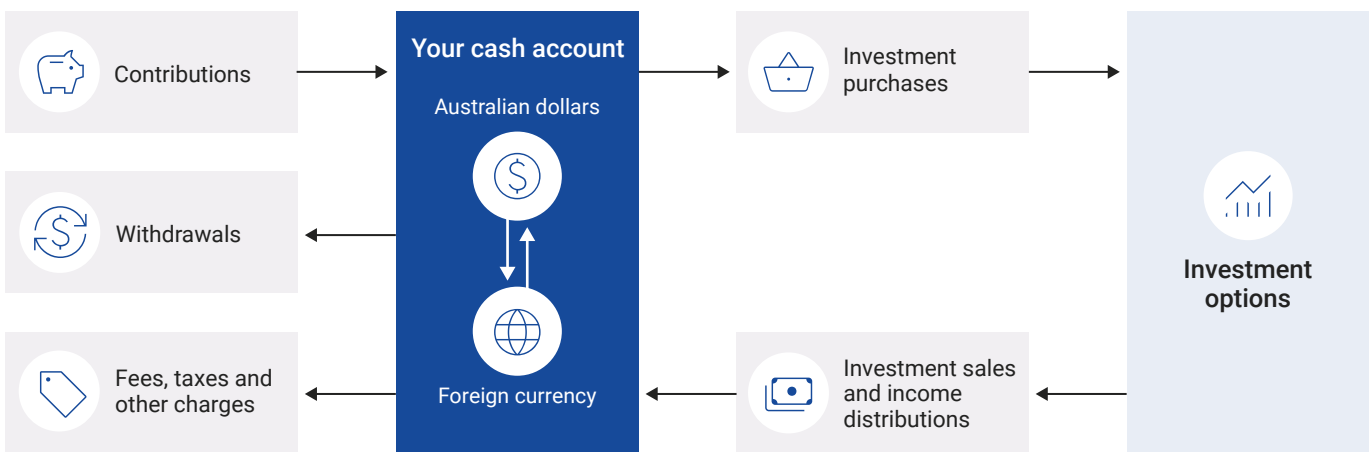 Contributions
Withdrawals
Fees, taxes and
other charges
Your cash account
Australian dollars
$
$
Foreign currency
Investment
purchases
Investment sales
and income
distributions
Investment
options